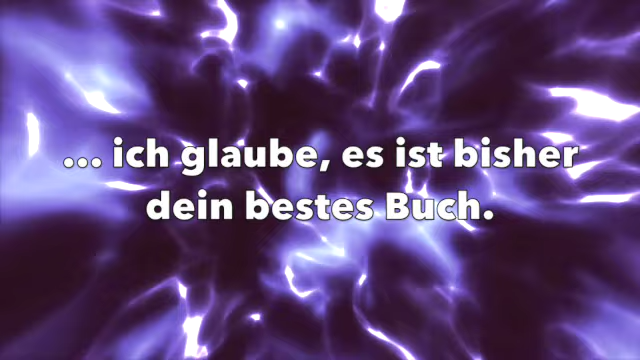 ... ich glaube, es ist bisher
dein bestes Buch.